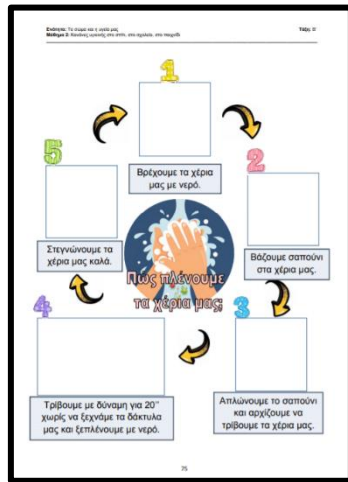 Ενότητα: Το σώμα και η υγεία μας
Τάξη: Β΄
Μάθημα 3: Κανόνες υγιεινής στο σπίτι, στο σχολείο, στο παιχνίδι
1
Βρέχουμε τα χέρια
μας με νερό.
2
Βάζουμε σαπούνι
στα χέρια μας.
3
Απλώνουμε το σαπούνι
και αρχίζουμε να
τρίβουμε τα χέρια μας.
4
Τρίβουμε με δύναμη για 20''
χωρίς να ξεχνάμε τα δάκτυλα
μας και ξεπλένουμε με νερό.
5
Στεγνώνουμε τα
χέρια μας καλά.
Πώς πλένουμε
τα χέρια μας;
75